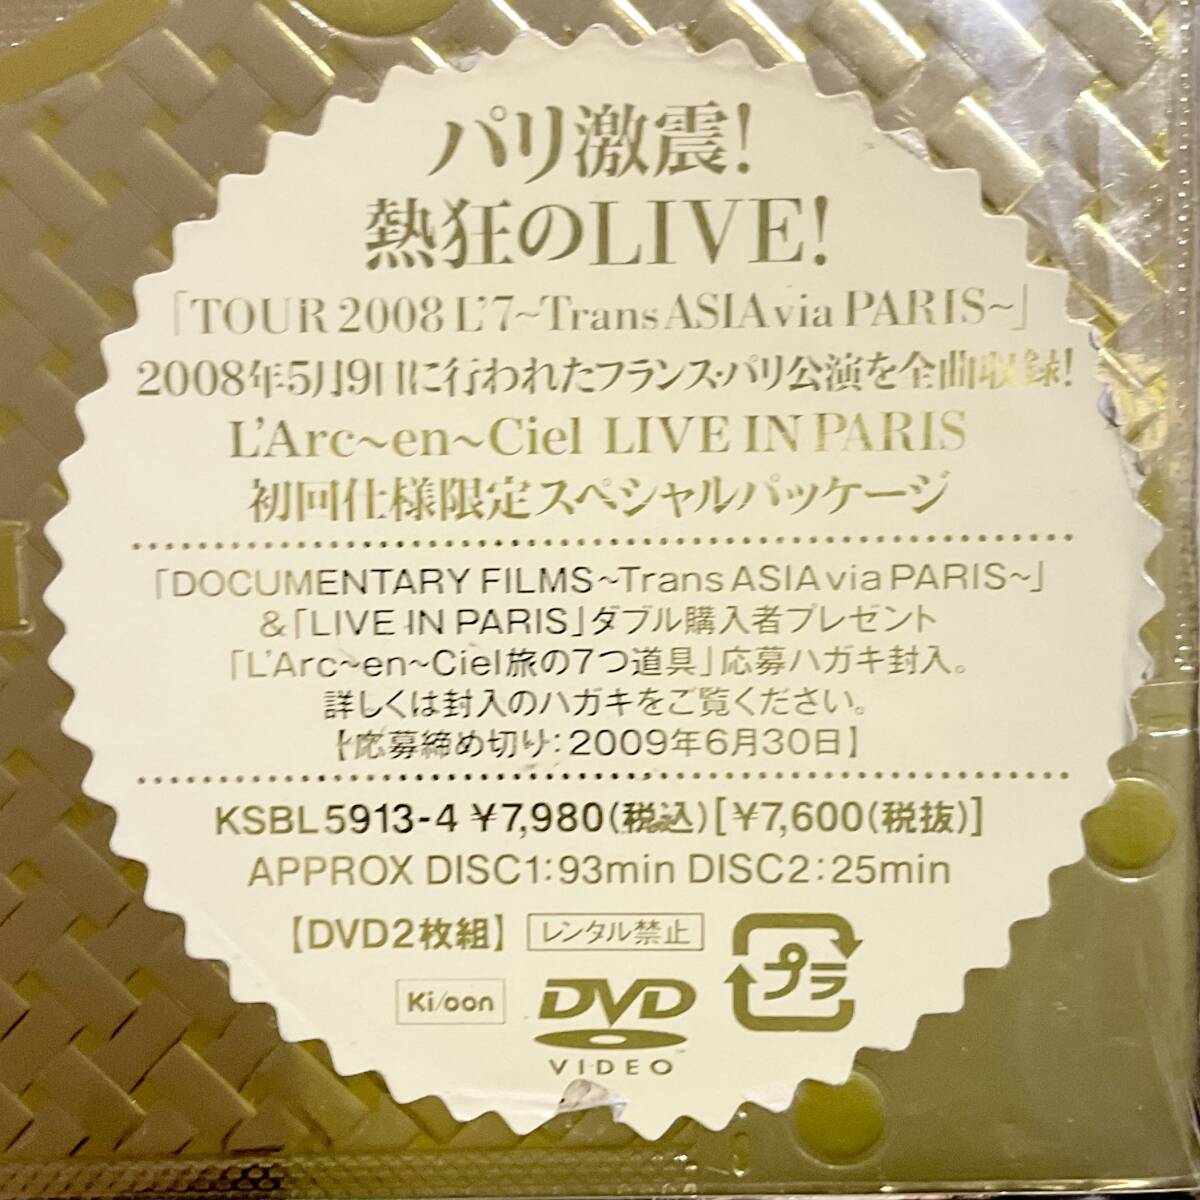 パリ激震!
熱狂のLIVE!
「TOUR 2008 L'7~Trans ASIA via PARIS~」
2008年5月9日に行われたフランス・パリ公演を全曲収録!
L'Arc~en~Ciel LIVE IN PARIS
初回仕様限定スペシャルパッケージ
「DOCUMENTARY FILMS~Trans ASIA via PARIS~」
&「LIVE IN PARIS」ダブル購入者プレゼント
「L'Arc~en~Ciel旅の7つ道具」応募ハガキ封入。
詳しくは封入のハガキをご覧ください。
【応募締め切り:2009年6月30日】
KSBL 5913-4 ¥7,980(税込)[¥7,600(税抜)]
APPROX DISC1:93min DISC2:25min
【DVD2枚組】 レンタル禁止
プラ
Ki/oon DVD
VIDEO™